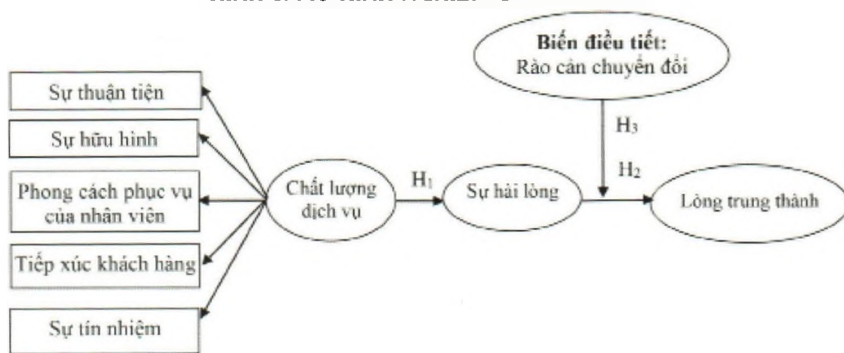 Biến điều tiết:
Rào cản chuyển đổi
Sự thuận tiện
Sự hữu hình
Phong cách phục vụ
của nhân viên
Tiếp xúc khách hàng
Sự tín nhiệm
Chất lượng
dịch vụ
H₁
Sự hài lòng
H₃
H₂
Lòng trung thành